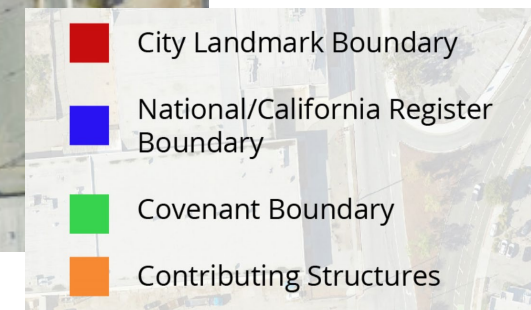 City Landmark Boundary
National/California Register
Boundary
Covenant Boundary
Contributing Structures